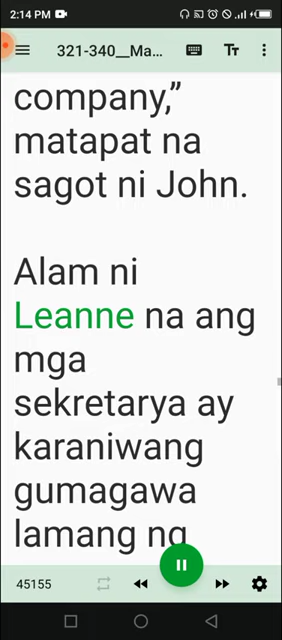 2:14 PM
321-340__Ma...
company,”
matapat na
sagot ni John.
Alam ni
Leanne na ang
mga
sekretarya ay
karaniwang
gumagawa
lamang ng
45155